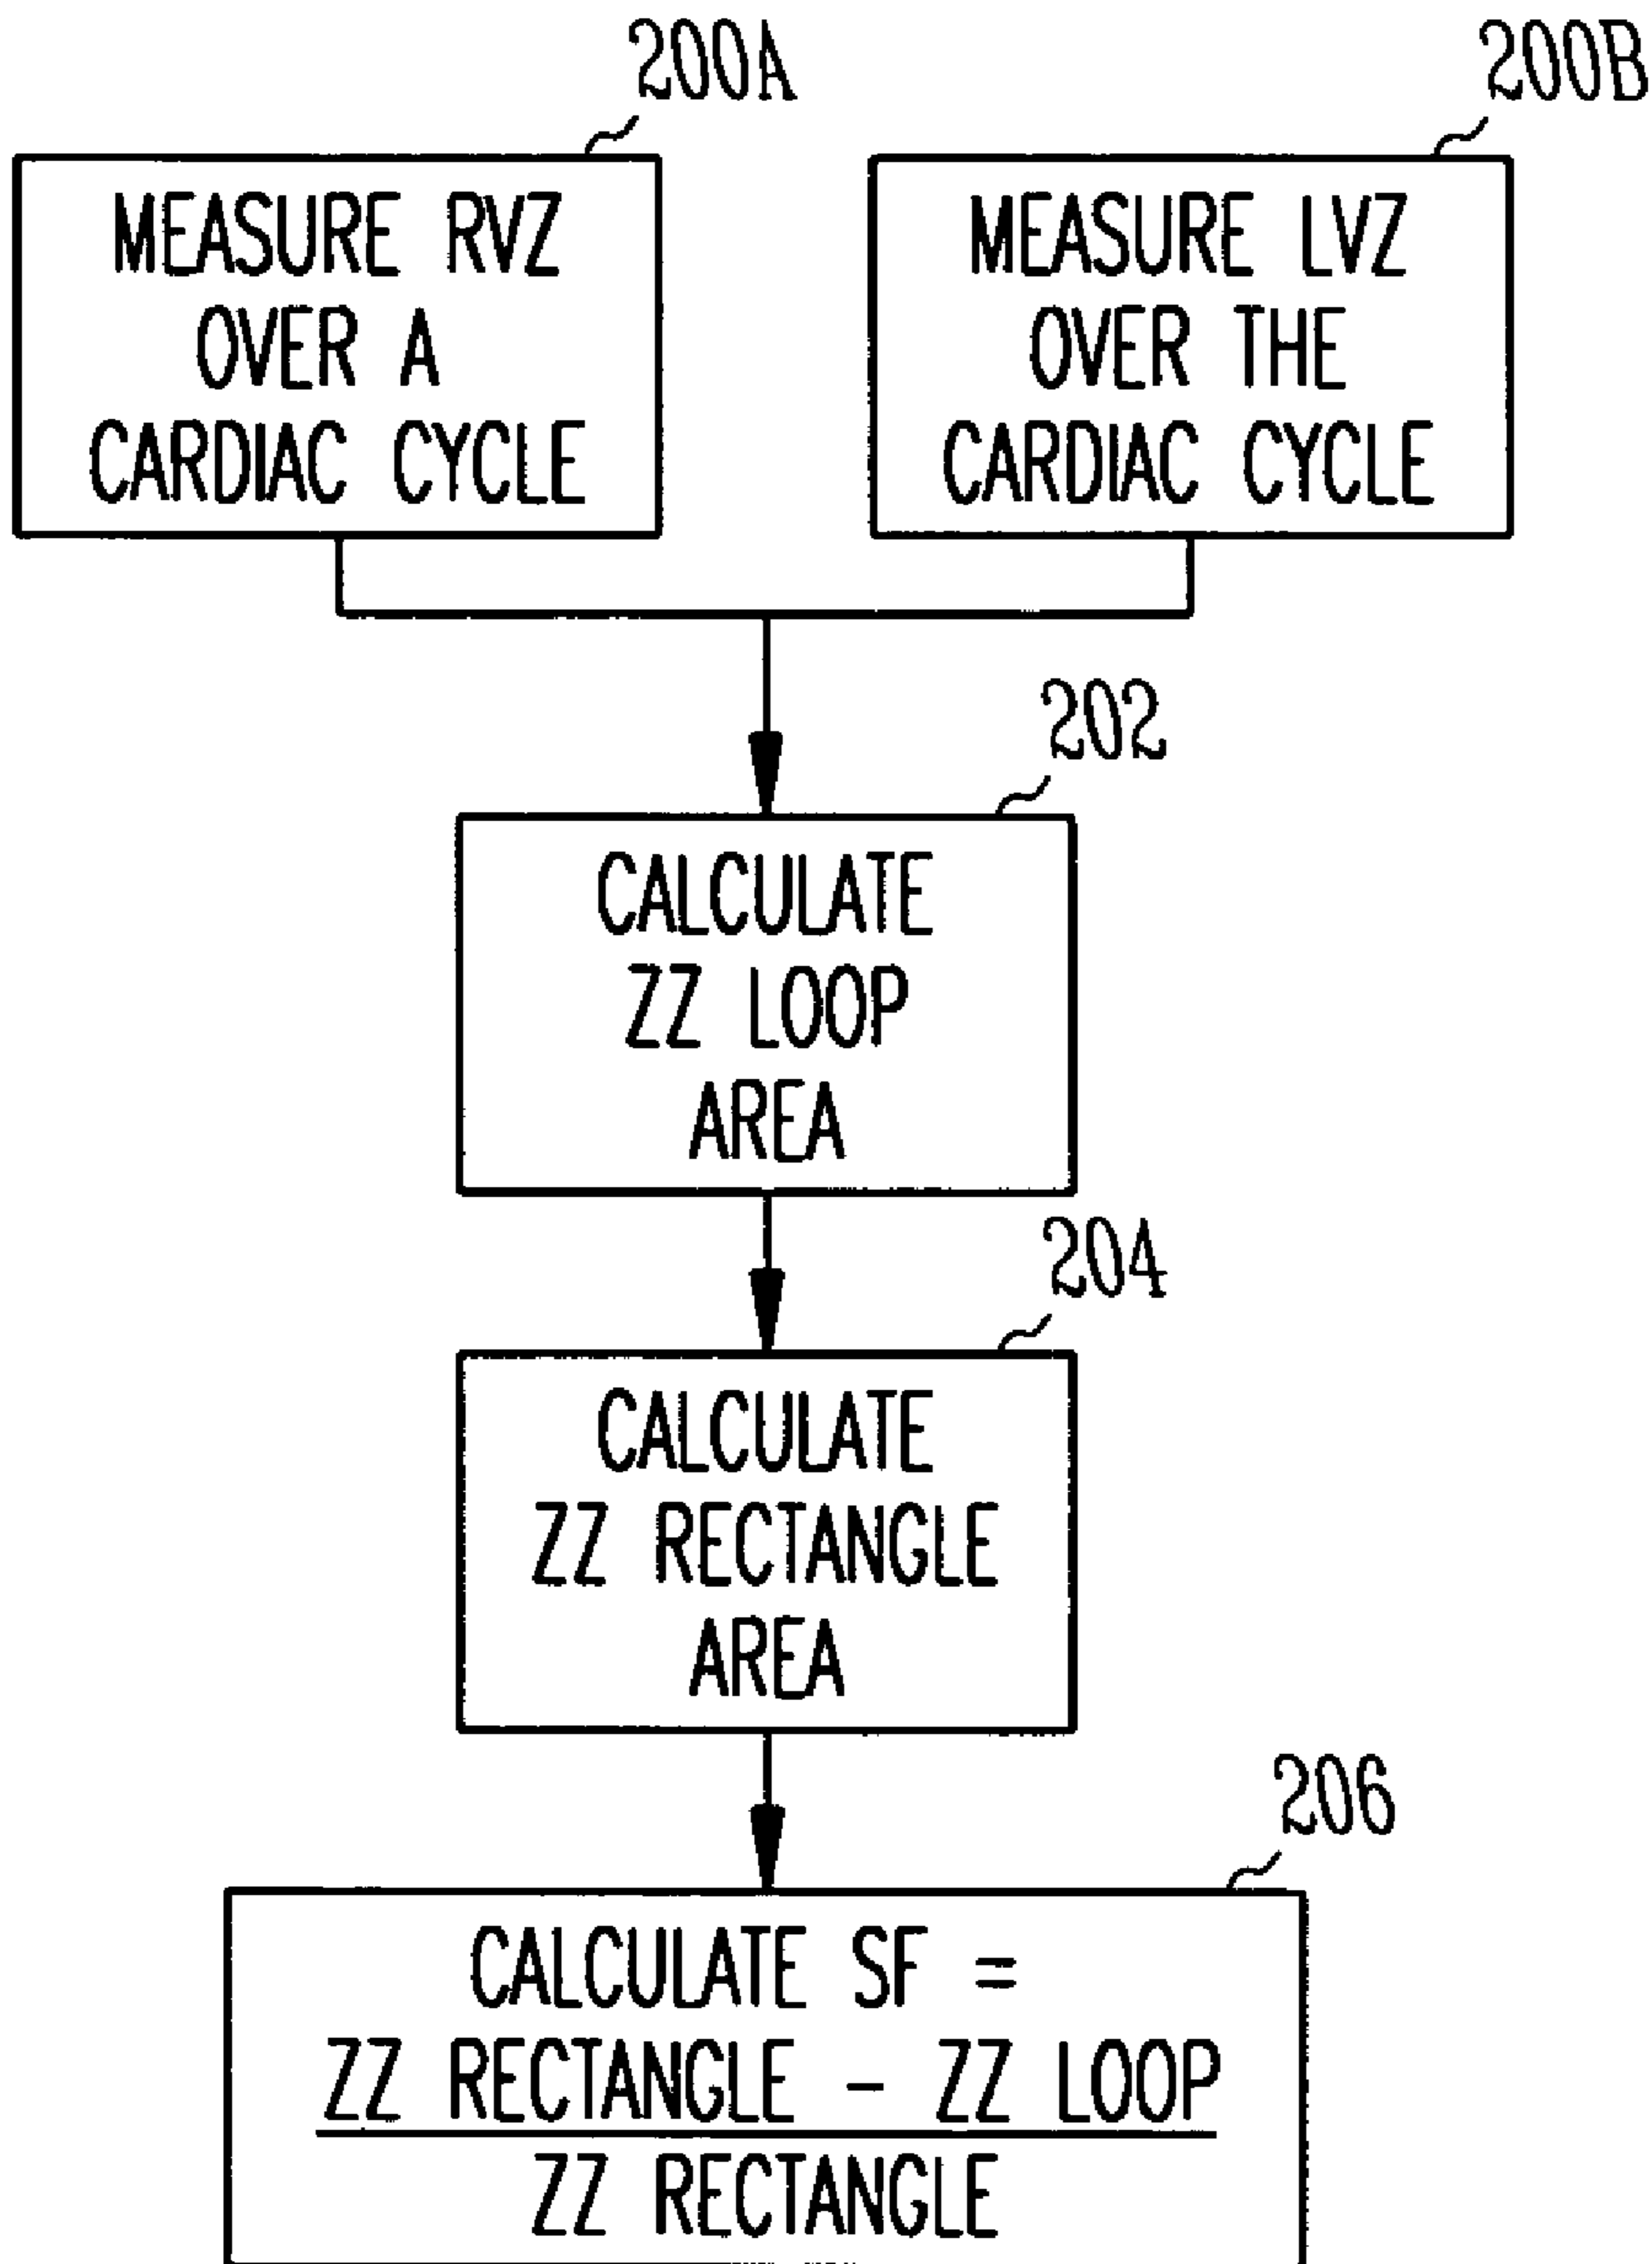 200A
MEASURE RVZ
OVER A
CARDIAC CYCLE
200B
MEASURE LVZ
OVER THE
CARDIAC CYCLE
202
CALCULATE
ZZ LOOP
AREA
204
CALCULATE
ZZ RECTANGLE
AREA
206
CALCULATE SF =
ZZ RECTANGLE - ZZ LOOP
ZZ RECTANGLE